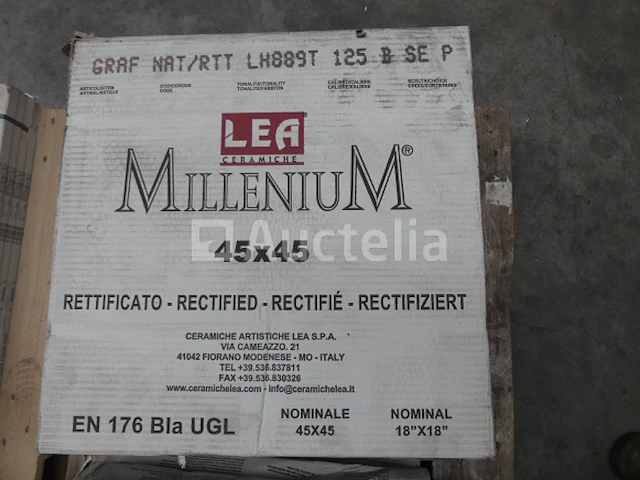 GRAF NAT/RTT LH889T 125 B SE P
LEA
CERAMICHE
MILLENIUM®
Auctelia
45x45
RETTIFICATO - RECTIFIED - RECTIFIÉ - RECTIFIZIERT
CERAMICHE ARTISTICHE LEA S.P.A.
VIA CAMEAZZO. 21
41042 FIORANO MODENESE - MO - ITALY
TEL +39.536.837811
FAX +39.536.830326
www.ceramichelea.com - info@ceramichelea.it
EN 176 BIa UGL
NOMINALE
45X45
NOMINAL
18"X18"